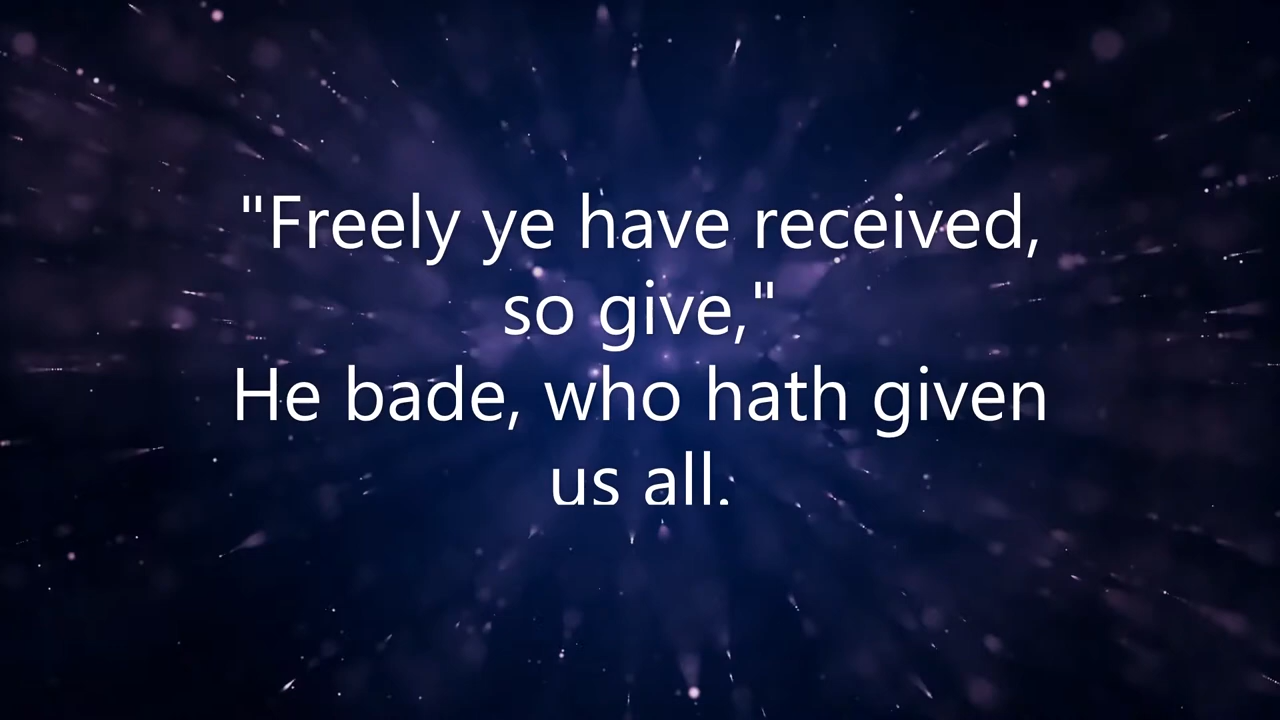 "Freely ye have received,
so give,"
He bade, who hath given
us all.